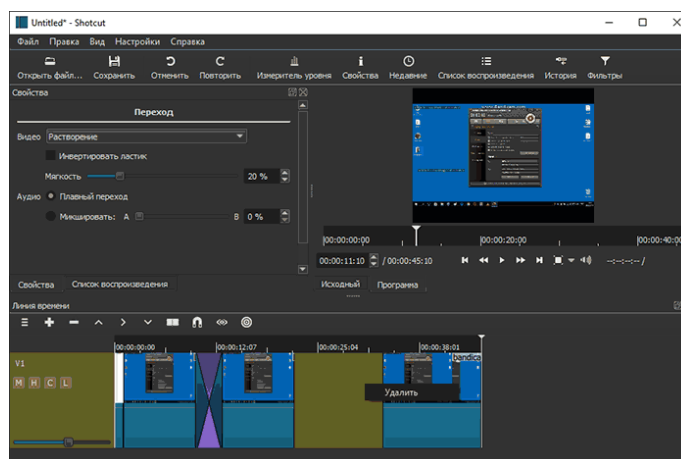 Untitled* - Shotcut
Файл Правка Вид Настройки Справка
Открыть файл... Сохранить Отменить Повторить Измеритель уровня Свойства Недавние Список воспроизведения История Фильтры
Свойства
Переход
Видео Растворение
Инвертировать ластик
Мягкость 20 %
Аудио Плавный переход
Микшировать: A B 0 %
00:00:00:00 00:00:20:00 00:00:40:0
00:00:11:10 / 00:00:45:10 --:--:--:-- /
Свойства Список воспроизведения
Исходный Программа
Линия времени
00:00:00:00 00:00:12:07 00:00:25:04 00:00:38:01
V1
bandica
M H C L
Удалить